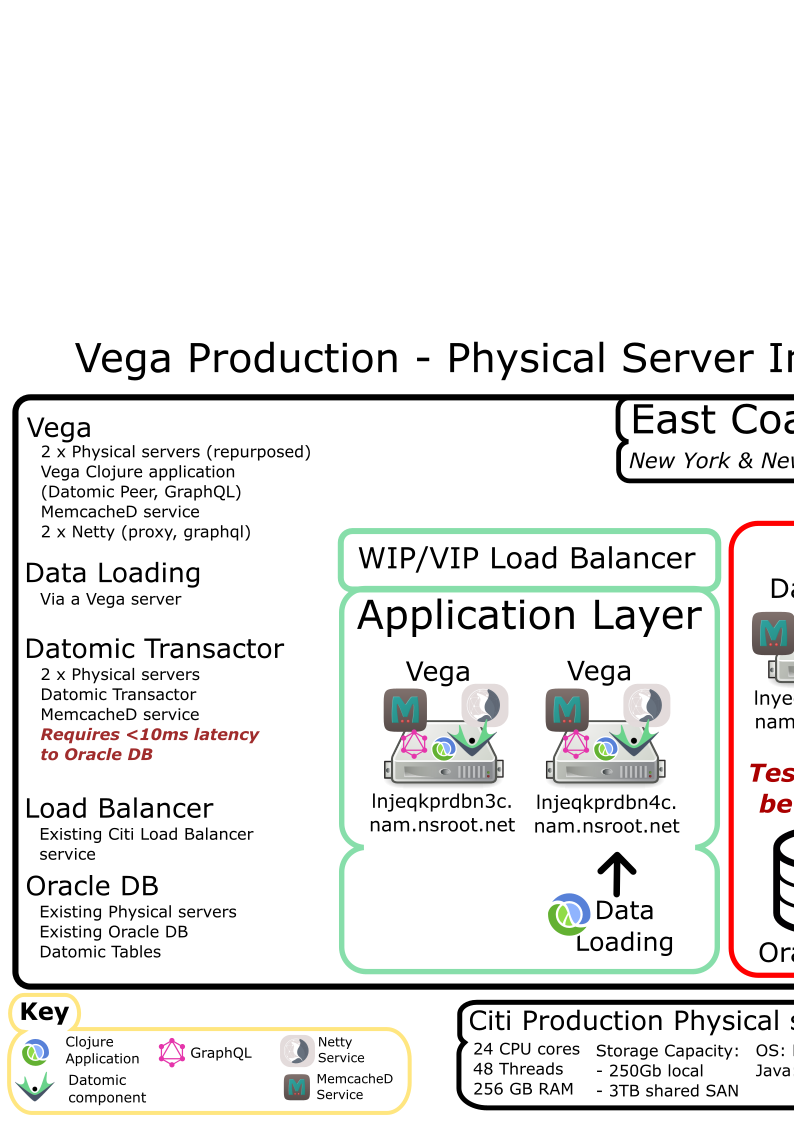 Vega Production - Physical Server In
East Coa
New York & New
Vega
2 x Physical servers (repurposed)
Vega Clojure application
(Datomic Peer, GraphQL)
MemcacheD service
2 x Netty (proxy, graphql)
Data Loading
Via a Vega server
Datomic Transactor
2 x Physical servers
Datomic Transactor
MemcacheD service
Requires <10ms latency
to Oracle DB
Load Balancer
Existing Citi Load Balancer
service
Oracle DB
Existing Physical servers
Existing Oracle DB
Datomic Tables
WIP/VIP Load Balancer
Application Layer
Vega
lnjeqkprdbn3c.
nam.nsroot.net
Vega
lnjeqkprdbn4c.
nam.nsroot.net
Data
Loading
Da
lnye
nam
Tes
be
Ora
Key
Clojure
Application
GraphQL
Netty
Service
Datomic
component
MemcacheD
Service
Citi Production Physical s
24 CPU cores
48 Threads
256 GB RAM
Storage Capacity:
- 250Gb local
- 3TB shared SAN
OS:
Java